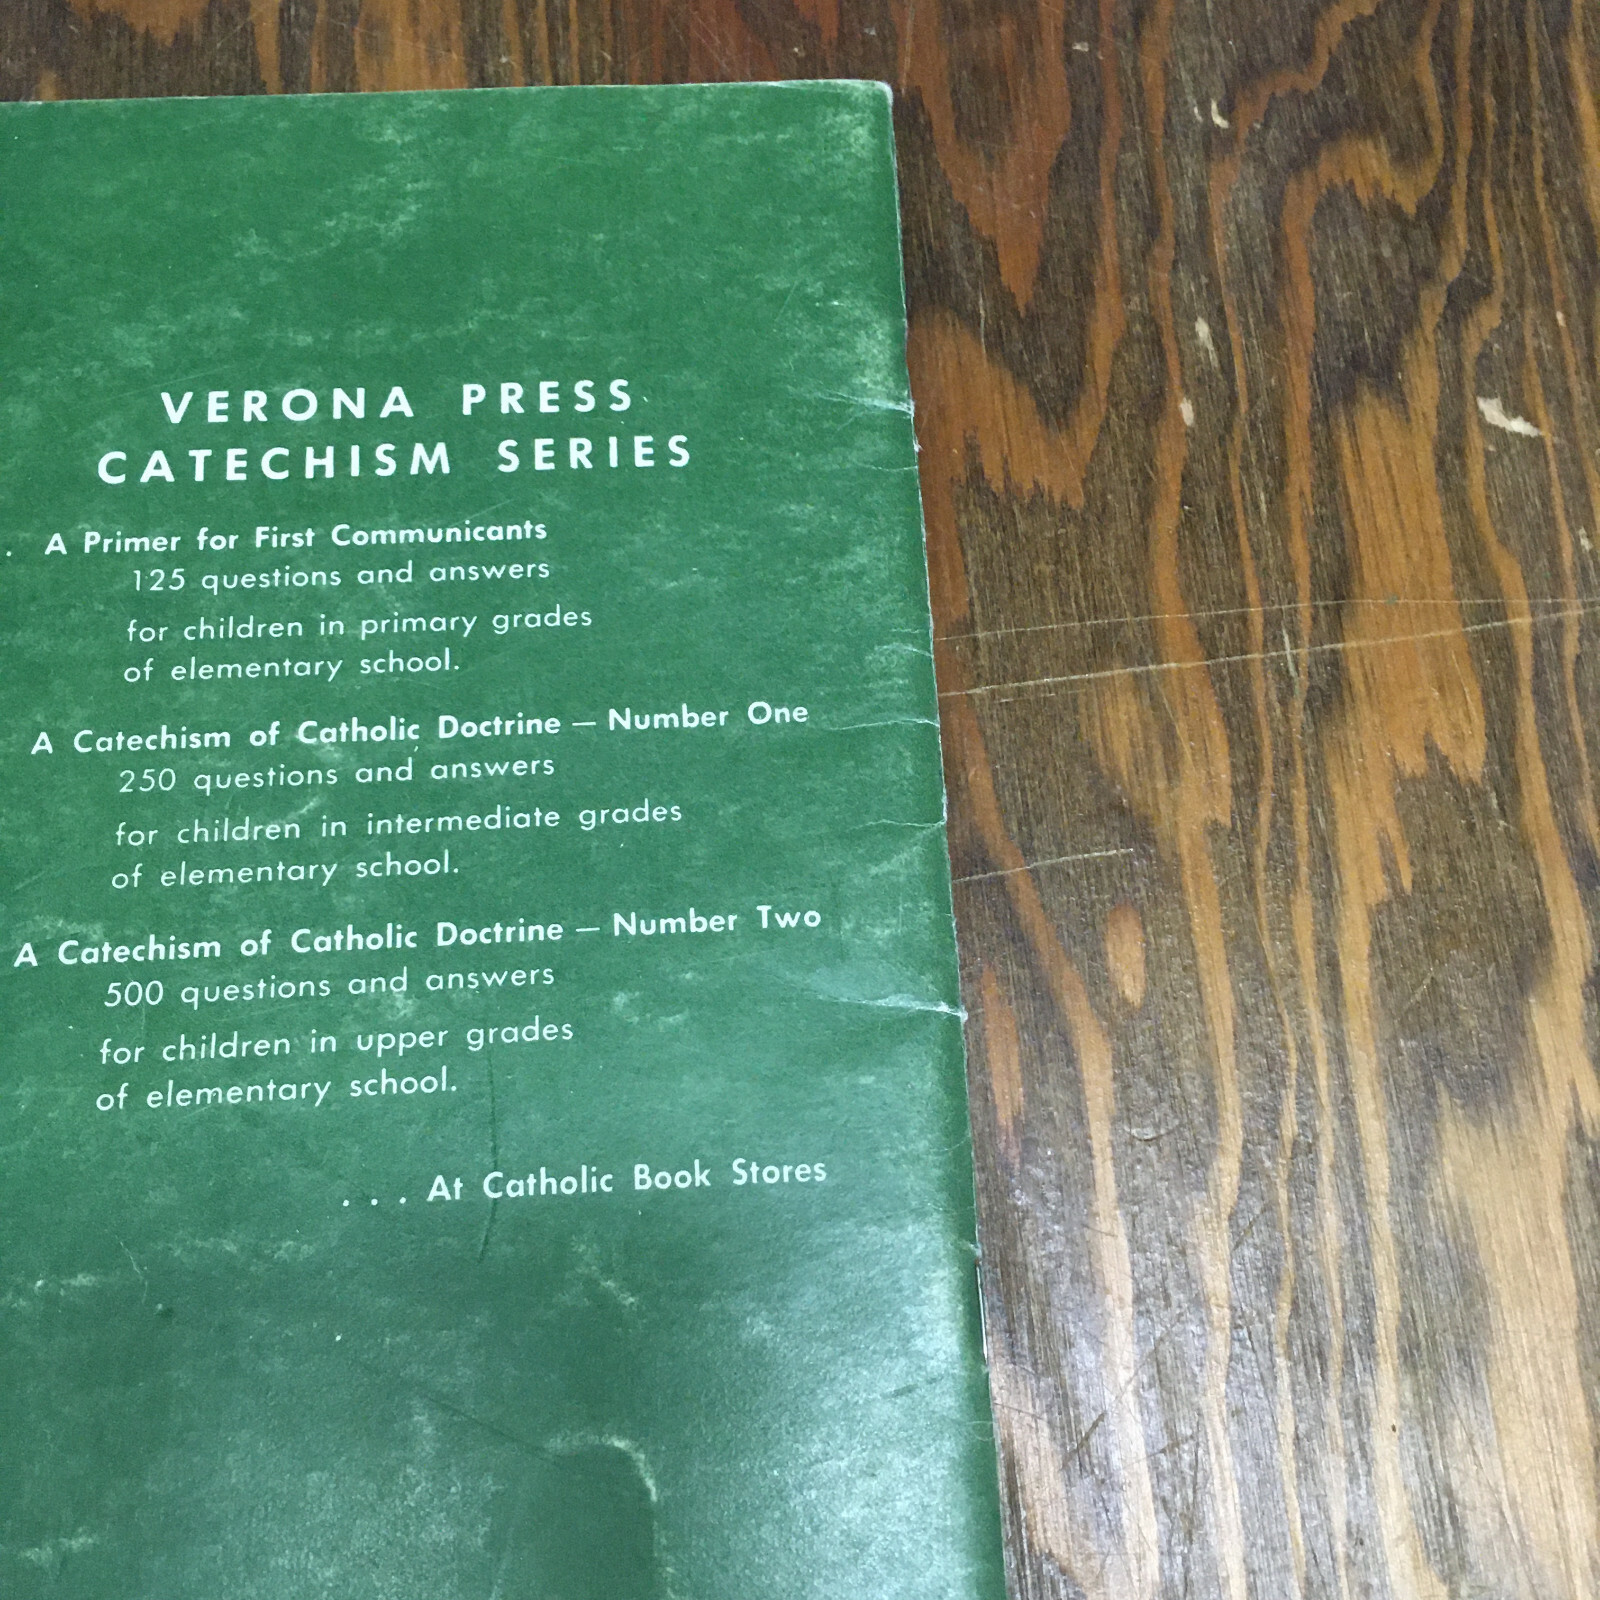 VERONA PRESS
CATECHISM SERIES
. A Primer for First Communicants
125 questions and answers
for children in primary grades
of elementary school.
A Catechism of Catholic Doctrine — Number One
250 questions and answers
for children in intermediate grades
of elementary school.
A Catechism of Catholic Doctrine — Number Two
500 questions and answers
for children in upper grades
of elementary school.
. . . At Catholic Book Stores